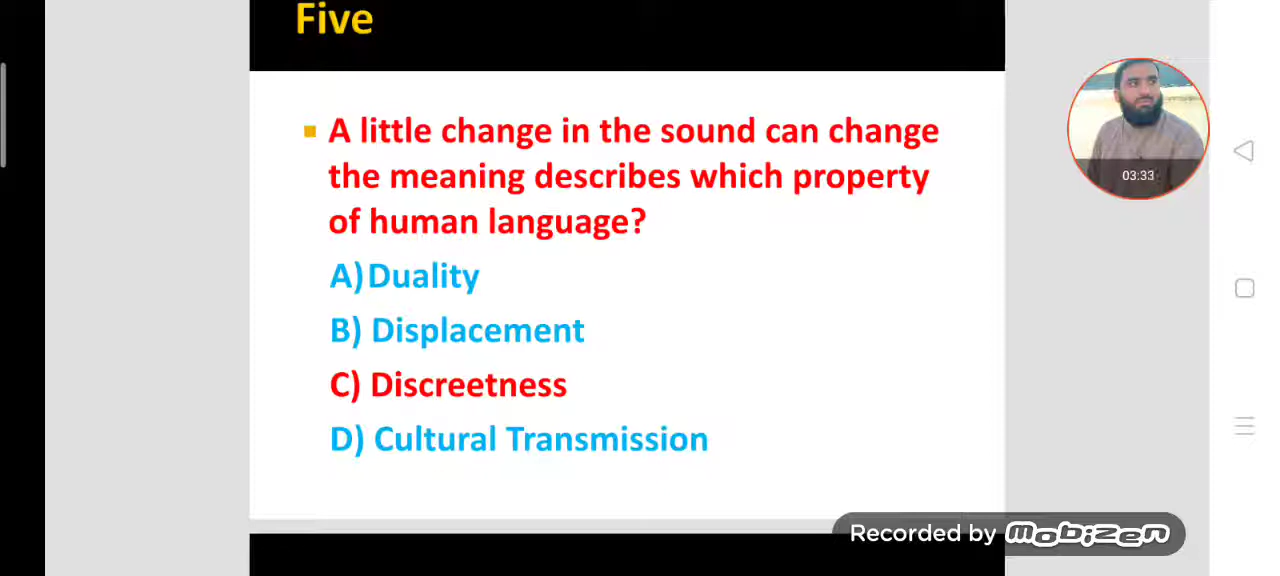 Five
A little change in the sound can change
the meaning describes which property
of human language?
A) Duality
B) Displacement
C) Discreetness
D) Cultural Transmission
03:33
Recorded by mobizen